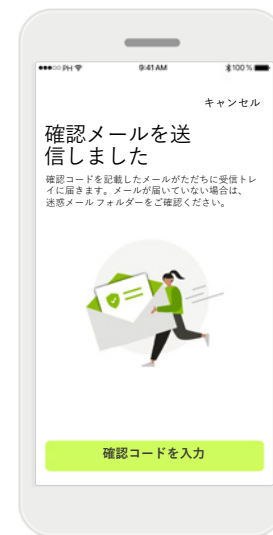 PH 9:41 AM 100%
キャンセル
確認メールを送
信しました
確認コードを記載したメールがただちに受信トレ
イに届きます。メールが届いていない場合は、
迷惑メール フォルダーをご確認ください。
確認コードを入力